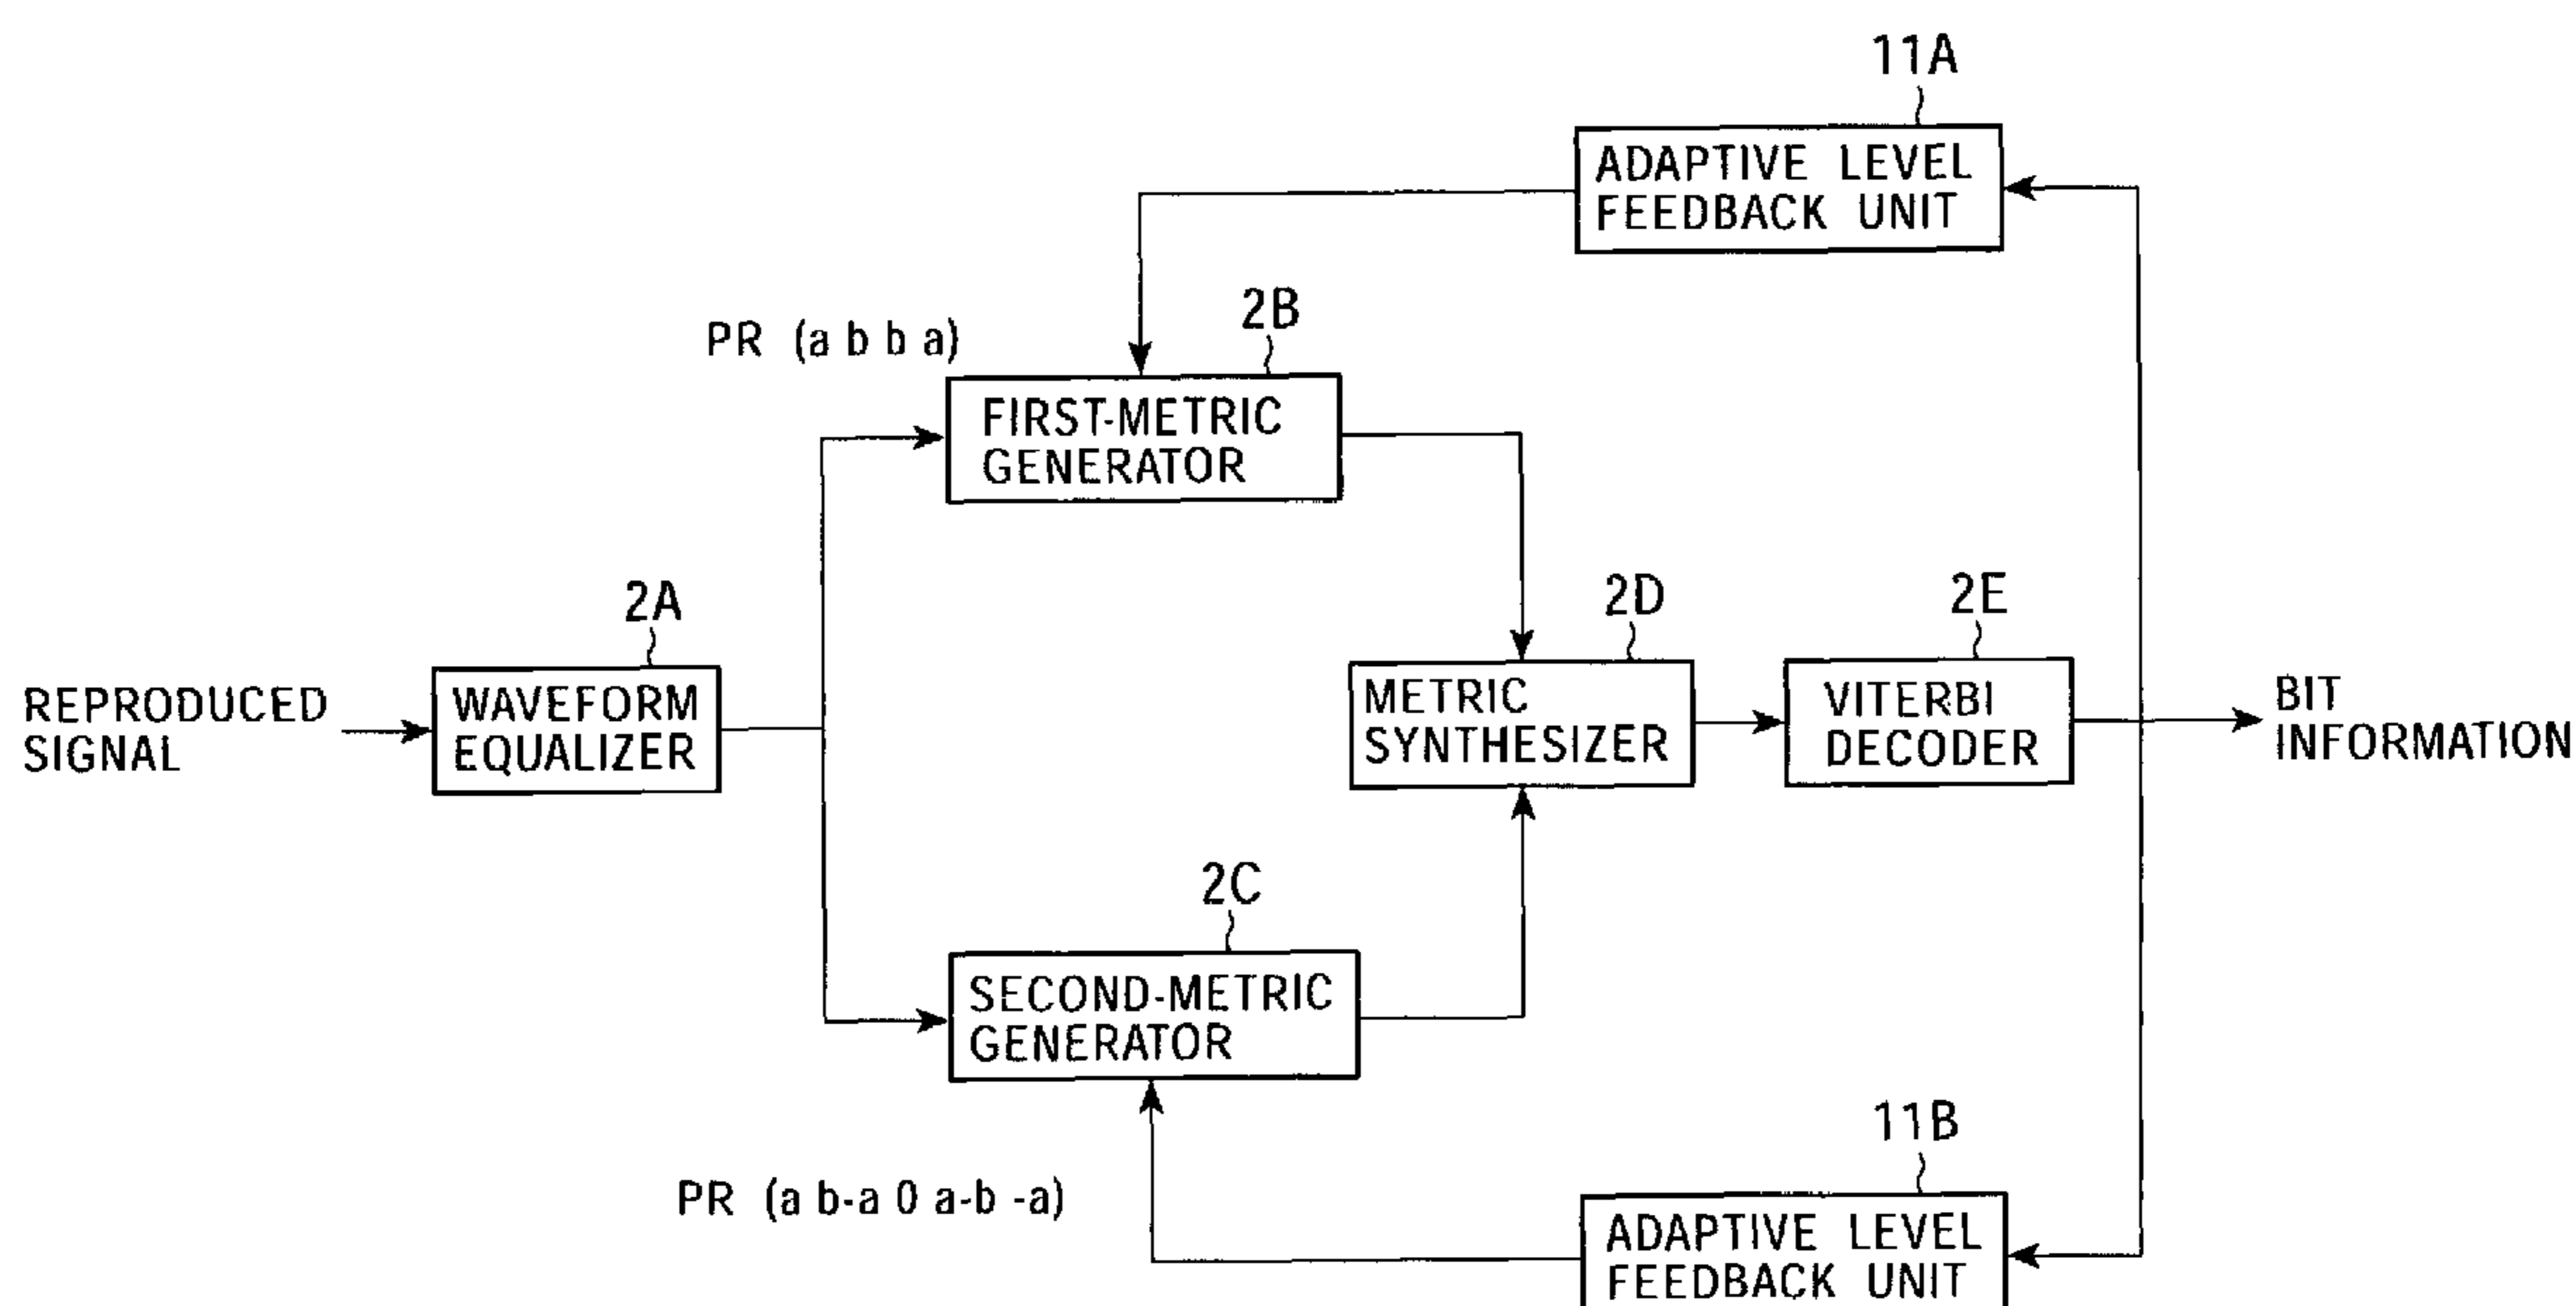 11A
ADAPTIVE LEVEL
FEEDBACK UNIT
PR (a b b a)
2B
FIRST-METRIC
GENERATOR
2A
2D
2E
REPRODUCED
SIGNAL
WAVEFORM
EQUALIZER
METRIC
SYNTHESIZER
VITERBI
DECODER
BIT
INFORMATION
2C
SECOND-METRIC
GENERATOR
11B
PR (a b-a 0 a-b -a)
ADAPTIVE LEVEL
FEEDBACK UNIT